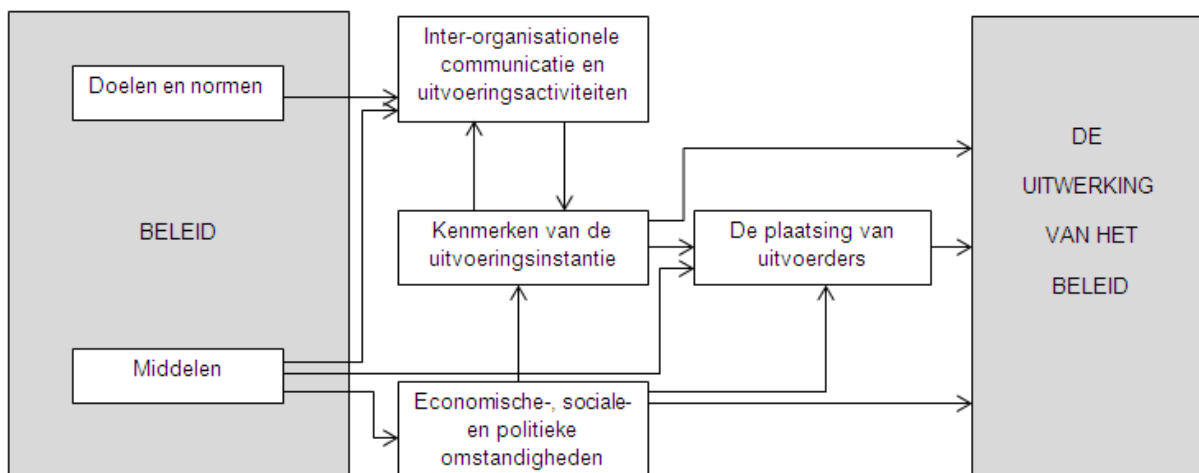 Doelen en normen
BELEID
Middelen
Inter-organisationele
communicatie en
uitvoeringsactiviteiten
Kenmerken van de
uitvoeringsinstantie
Economische-, sociale-
en politieke
omstandigheden
De plaatsing van
uitvoerders
DE
UITWERKING
VAN HET
BELEID